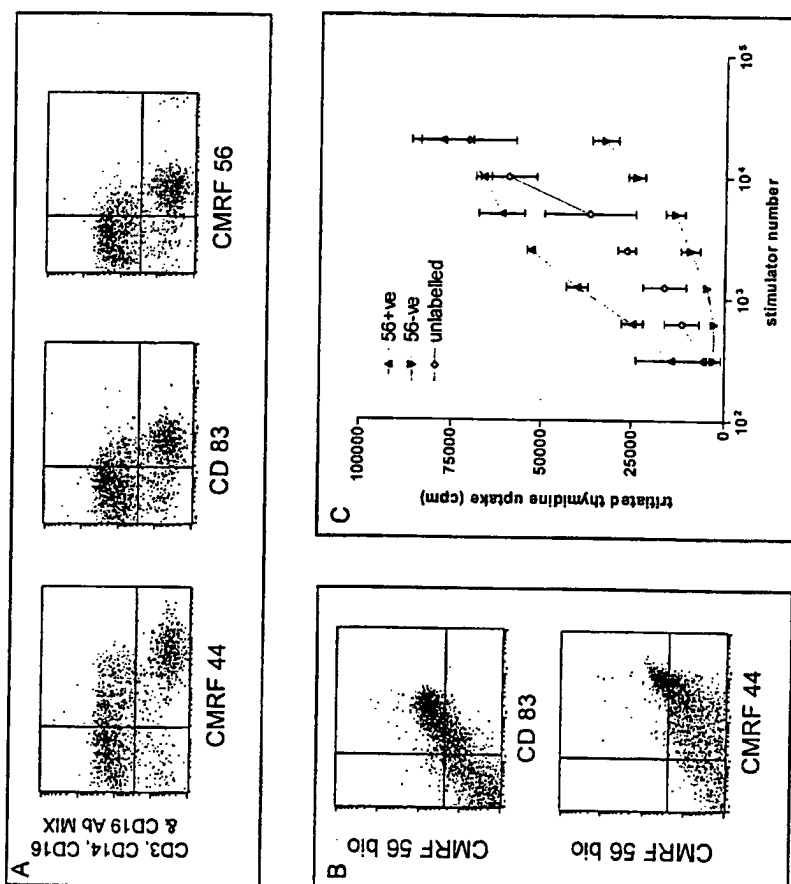 A
CD3, CD14, CD16
& CD19 Ab MIX
CMRF 44
CD 83
CMRF 56
B
CMRF 56 bio
CD 83
CMRF 56 bio
CMRF 44
C
tritiated thymidine uptake (cpm)
100000
75000
50000
25000
0
56+ve
56-ve
unlabelled
10²
10³
10⁴
10⁵
stimulator number